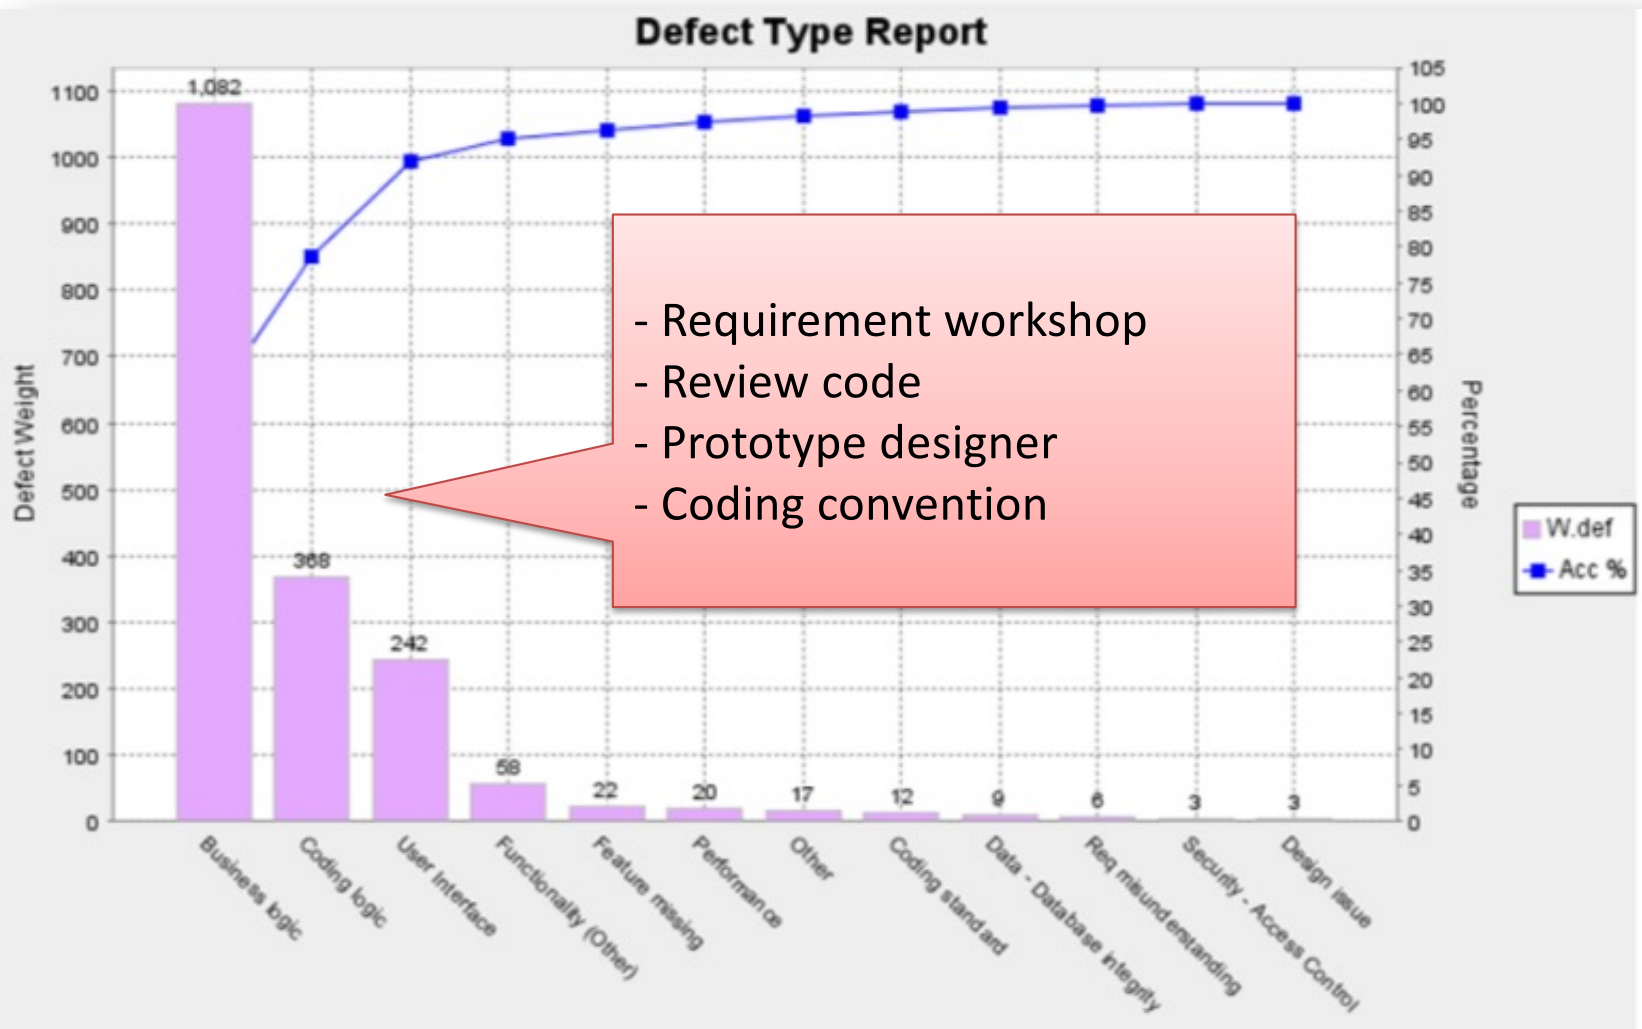 Defect Type Report
1,082
368
242
58
22
20
17
12
9
6
3
3
1100
1000
900
800
700
600
500
400
300
200
100
0
Defect Weight
105
100
95
90
85
80
75
70
65
60
55
50
45
40
35
30
25
20
15
10
5
0
Percentage
- Requirement workshop
- Review code
- Prototype designer
- Coding convention
W.def
Acc %
Business logic
Coding logic
User Interface
Functionality (Other)
Feature missing
Performance
Other
Coding standard
Data - Database integrity
Req misunderstanding
Security - Access Control
Design issue